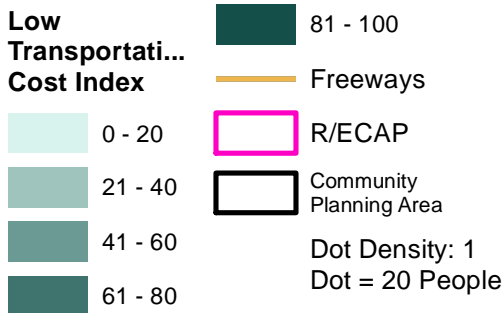 Low
Transportati...
Cost Index
0 - 20
21 - 40
41 - 60
61 - 80
81 - 100
Freeways
R/ECAP
Community
Planning Area
Dot Density: 1
Dot = 20 People